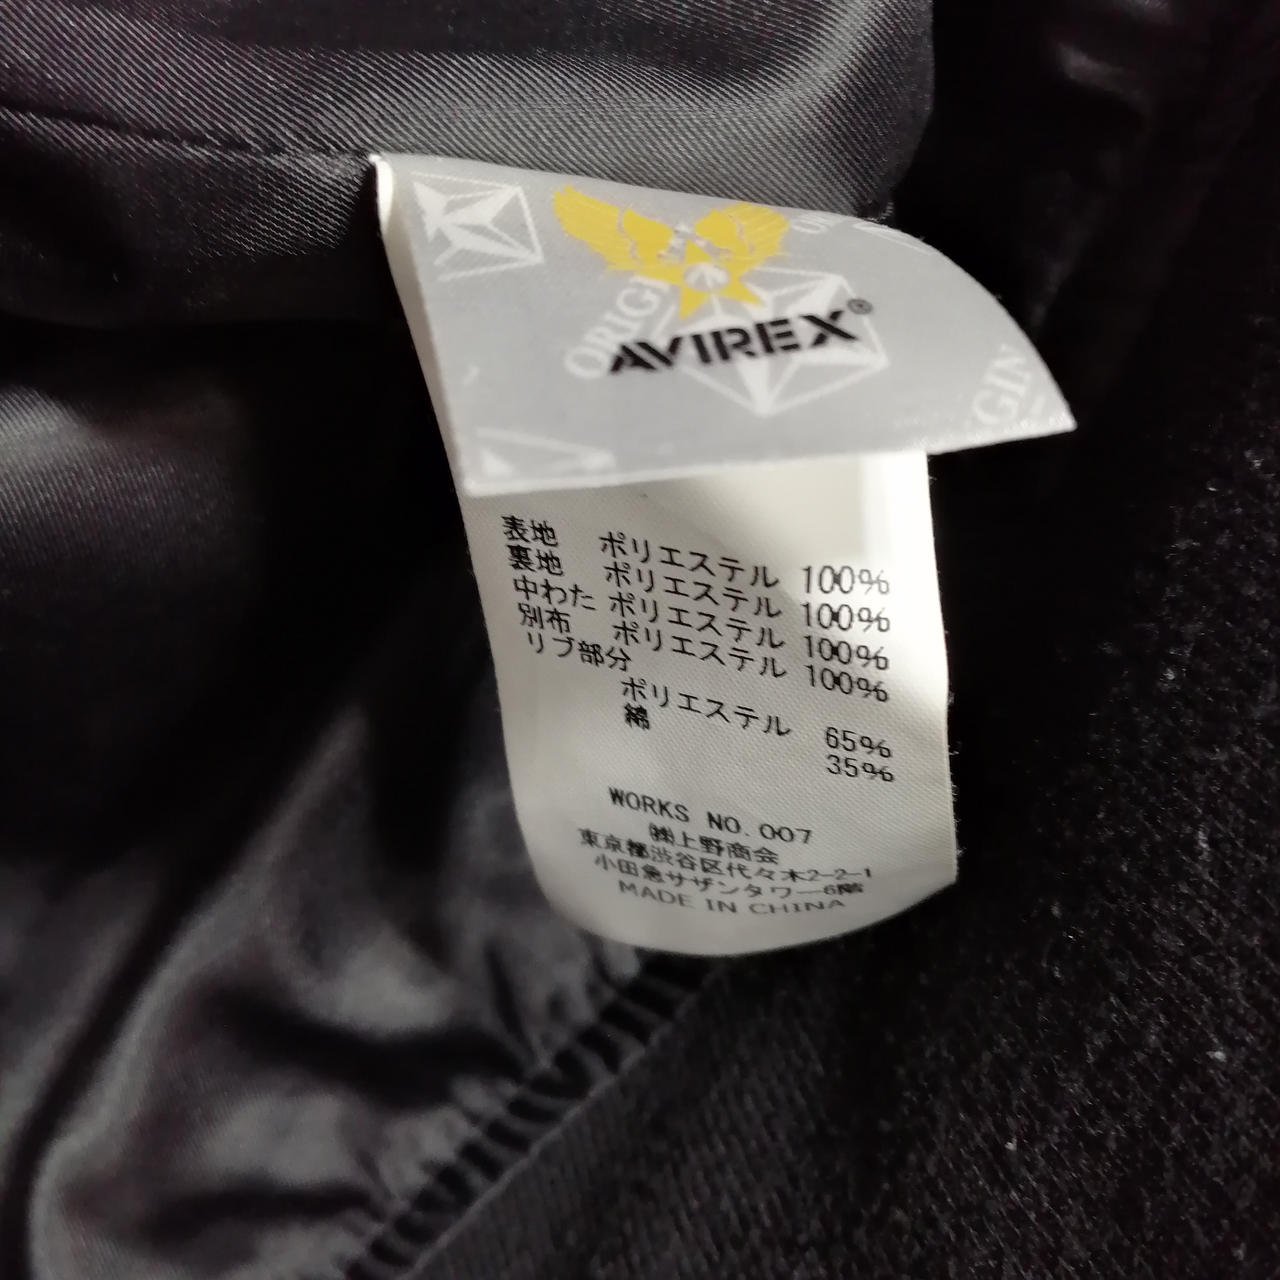 ORIGIN
AVIREX®
GIN
表地 ポリエステル 100%
裏地 ポリエステル 100%
中わた ポリエステル 100%
別布 ポリエステル 100%
リブ部分
ポリエステル 65%
綿 35%
WORKS NO. 007
㈱上野商会
東京都渋谷区代々木2-2-1
小田急サザンタワー6階
MADE IN CHINA